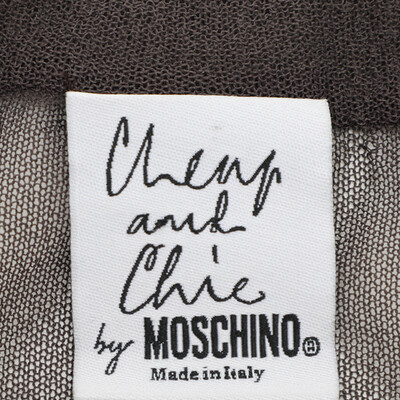 Cheap
and
Chic
by MOSCHINO®
Made in Italy